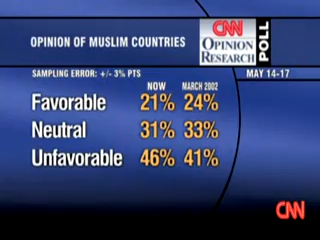 OPINION OF MUSLIM COUNTRIES
CNN
OPINION
RESEARCH
POLL
SAMPLING ERROR: +/- 3% PTS
MAY 14-17
NOW MARCH 2002
Favorable 21% 24%
Neutral 31% 33%
Unfavorable 46% 41%
CNN